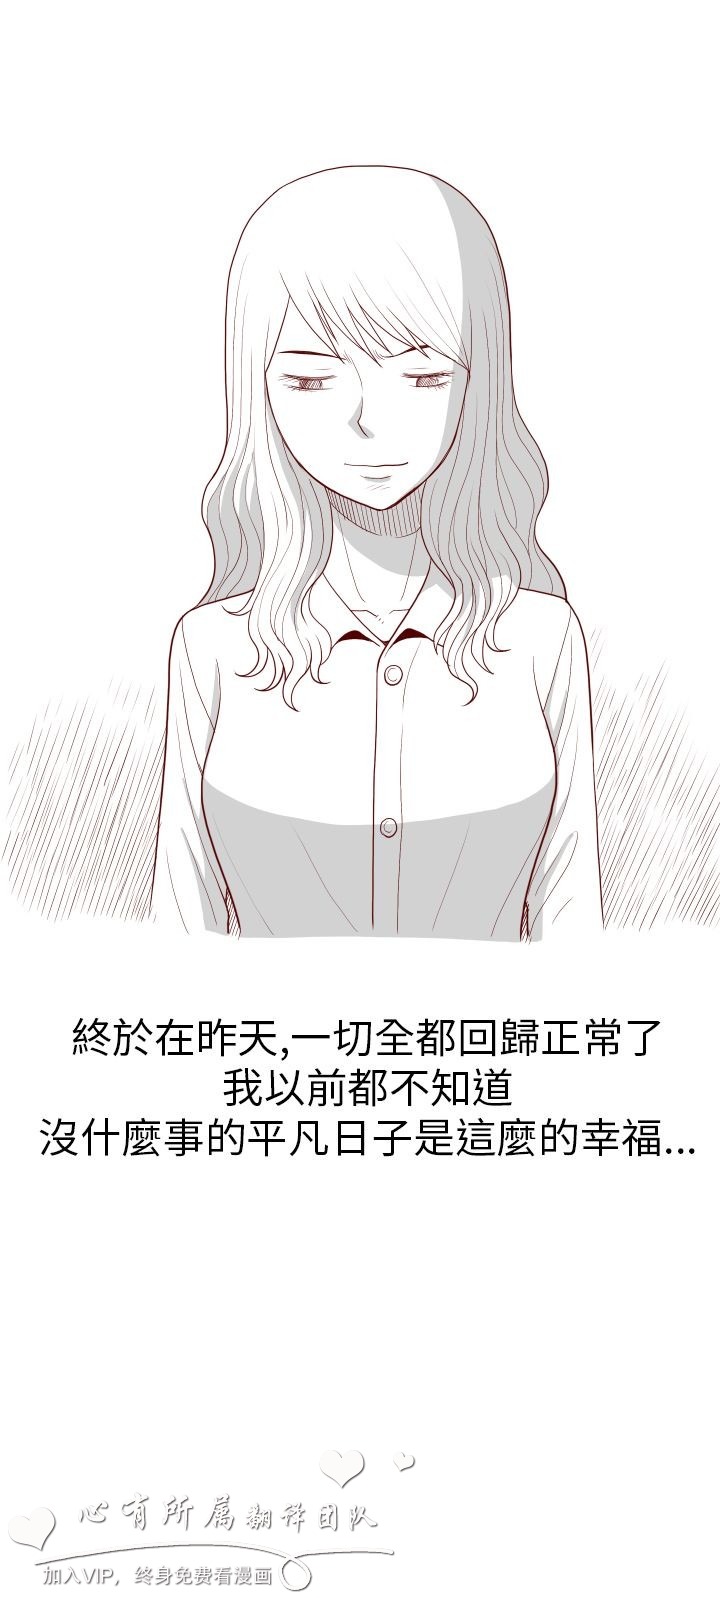 終於在昨天,一切全都回歸正常了
我以前都不知道
沒什麼事的平凡日子是這麼的幸福...
心有所属翻译团队
加入VIP，终身免费看漫画